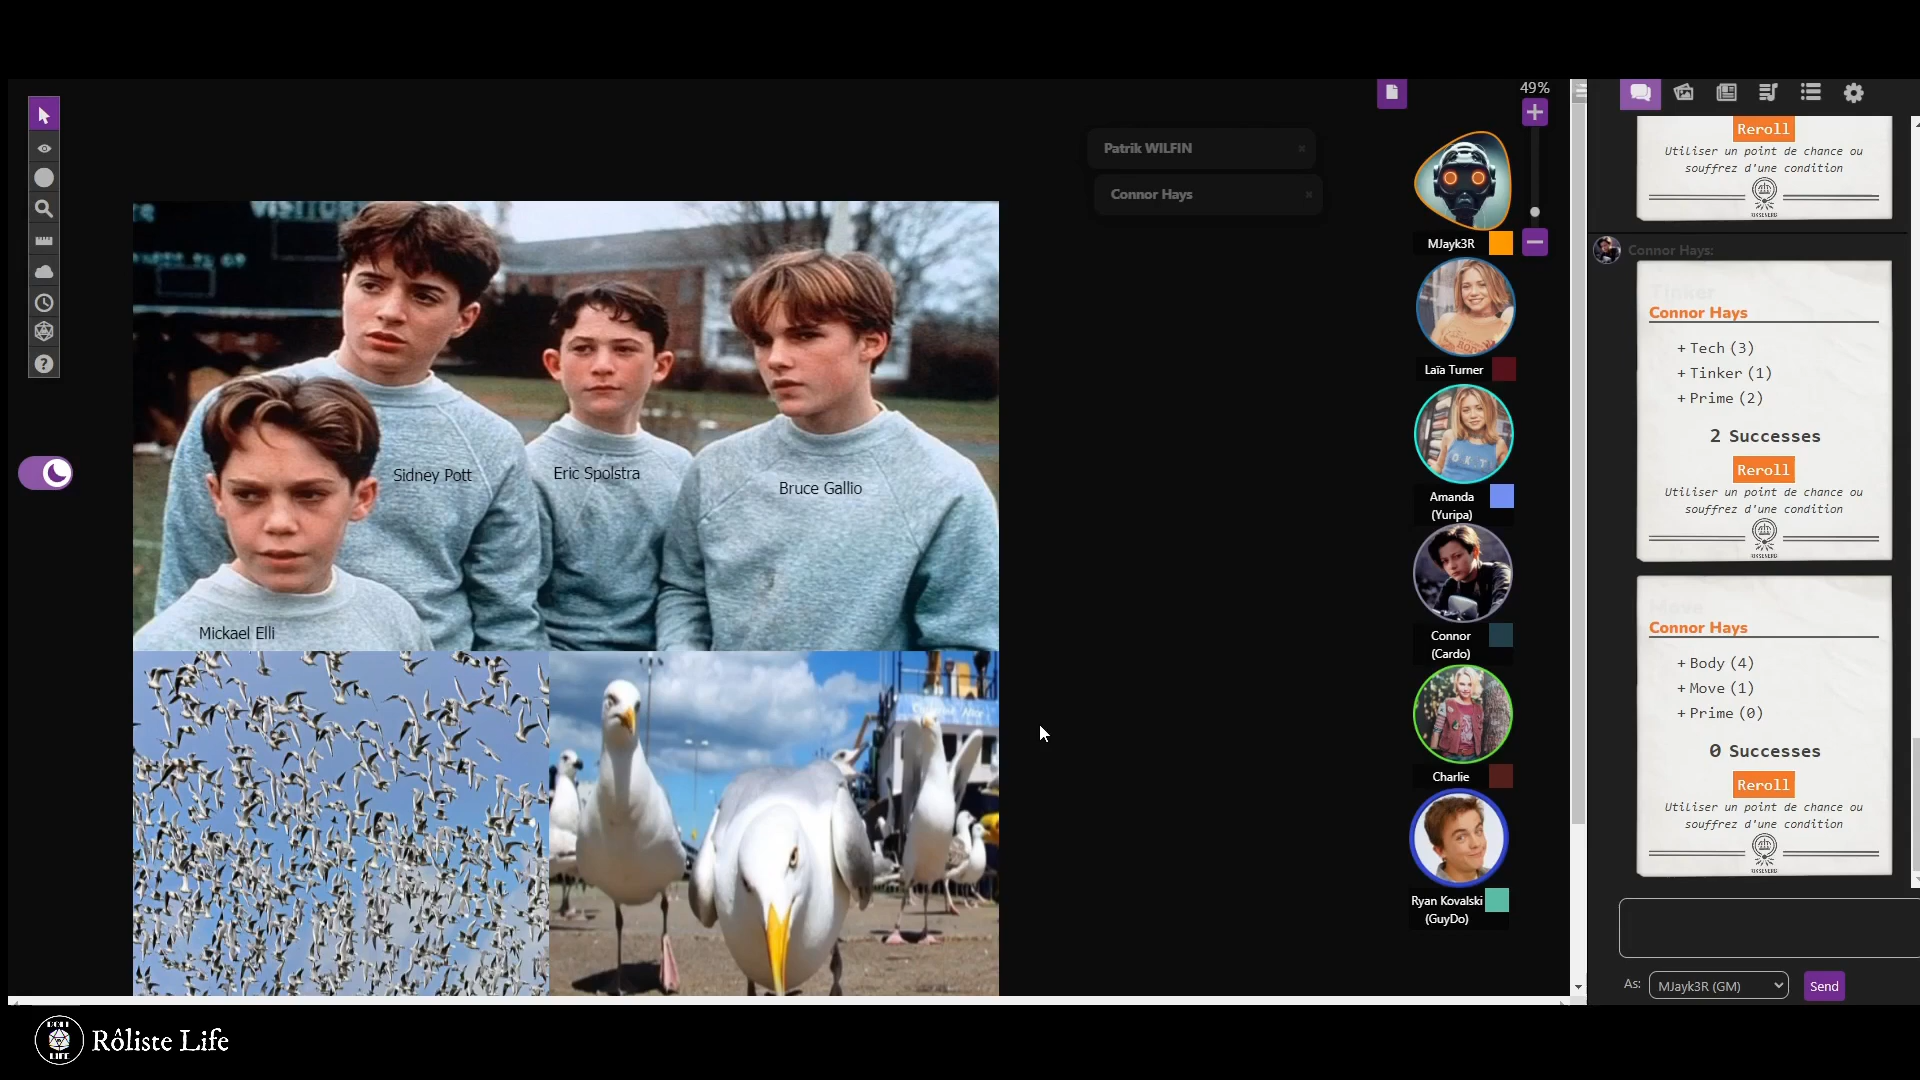 49%
Patrik WILFIN
Connor Hays
MJayk3R
Laïa Turner
Amanda
(Yuripa)
Connor
(Cardo)
Charlie
Ryan Kovalski
(GuyDo)
Sidney Pott
Eric Spolstra
Bruce Gallio
Mickael Elli
Reroll
Utiliser un point de chance ou
souffrez d'une condition
Connor Hays:
Tinker
Connor Hays
+ Tech (3)
+ Tinker (1)
+ Prime (2)
2 Successes
Reroll
Utiliser un point de chance ou
souffrez d'une condition
Move
Connor Hays
+ Body (4)
+ Move (1)
+ Prime (0)
0 Successes
Reroll
Utiliser un point de chance ou
souffrez d'une condition
As:
MJayk3R (GM)
Send
Rôliste Life